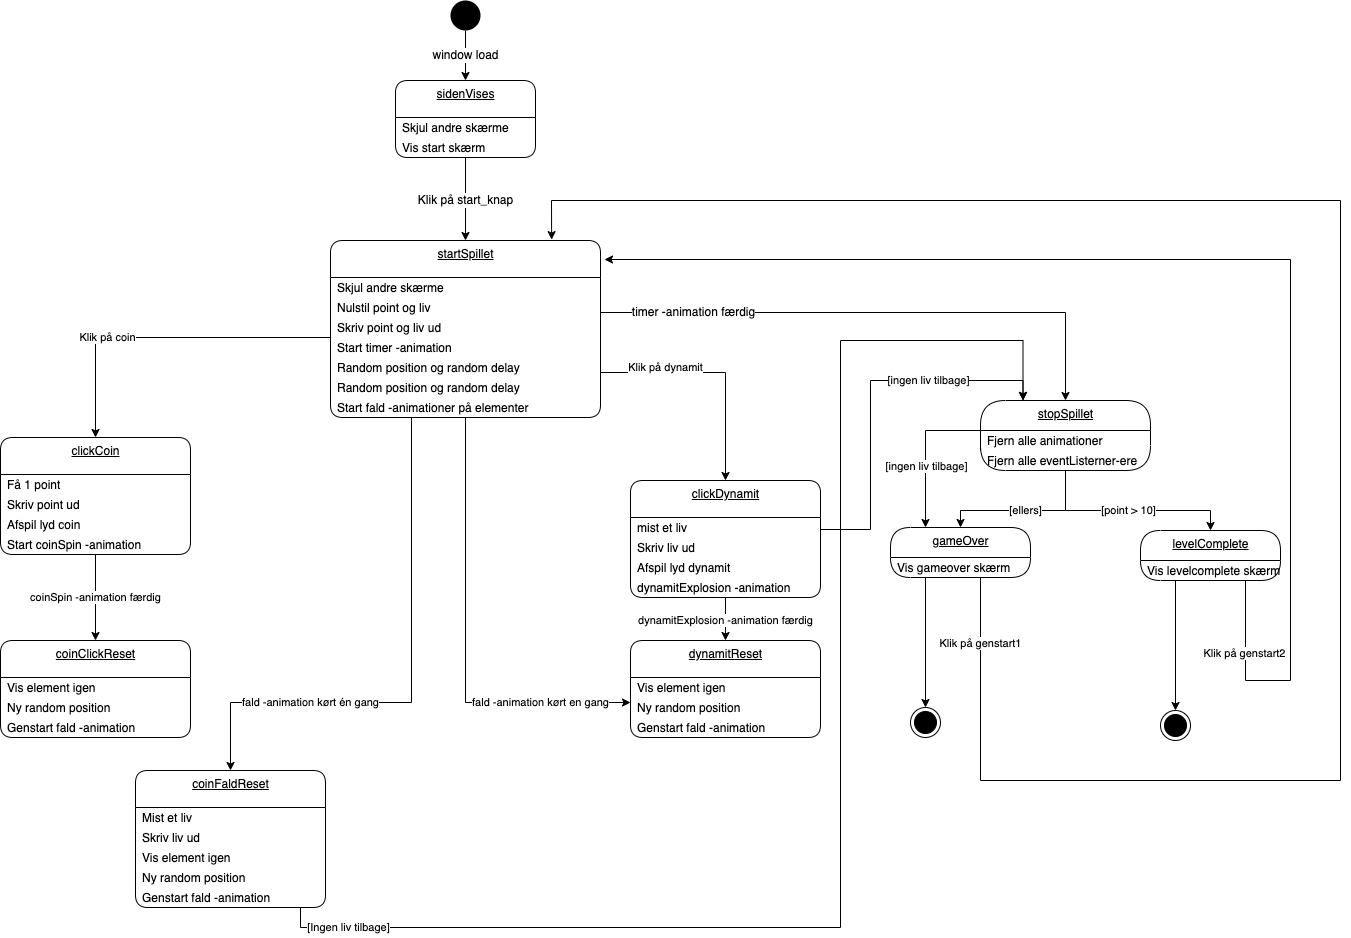 window load
sidenVises
Skjul andre skærme
Vis start skærm
Klik på start_knap
startSpillet
Skjul andre skærme
Nulstil point og liv
Skriv point og liv ud
Start timer -animation
Random position og random delay
Random position og random delay
Start fald -animationer på elementer
timer -animation færdig
Klik på coin
Klik på dynamit
[ingen liv tilbage]
stopSpillet
Fjern alle animationer
Fjern alle eventListerner-ere
clickCoin
Få 1 point
Skriv point ud
Afspil lyd coin
Start coinSpin -animation
[ingen liv tilbage]
clickDynamit
mist et liv
Skriv liv ud
Afspil lyd dynamit
dynamitExplosion -animation
[ellers]
[point > 10]
gameOver
Vis gameover skærm
levelComplete
Vis levelcomplete skærm
coinSpin -animation færdig
dynamitExplosion -animation færdig
Klik på genstart1
Klik på genstart2
coinClickReset
Vis element igen
Ny random position
Genstart fald -animation
dynamitReset
Vis element igen
Ny random position
Genstart fald -animation
fald -animation kørt én gang
fald -animation kørt en gang
coinFaldReset
Mist et liv
Skriv liv ud
Vis element igen
Ny random position
Genstart fald -animation
[Ingen liv tilbage]